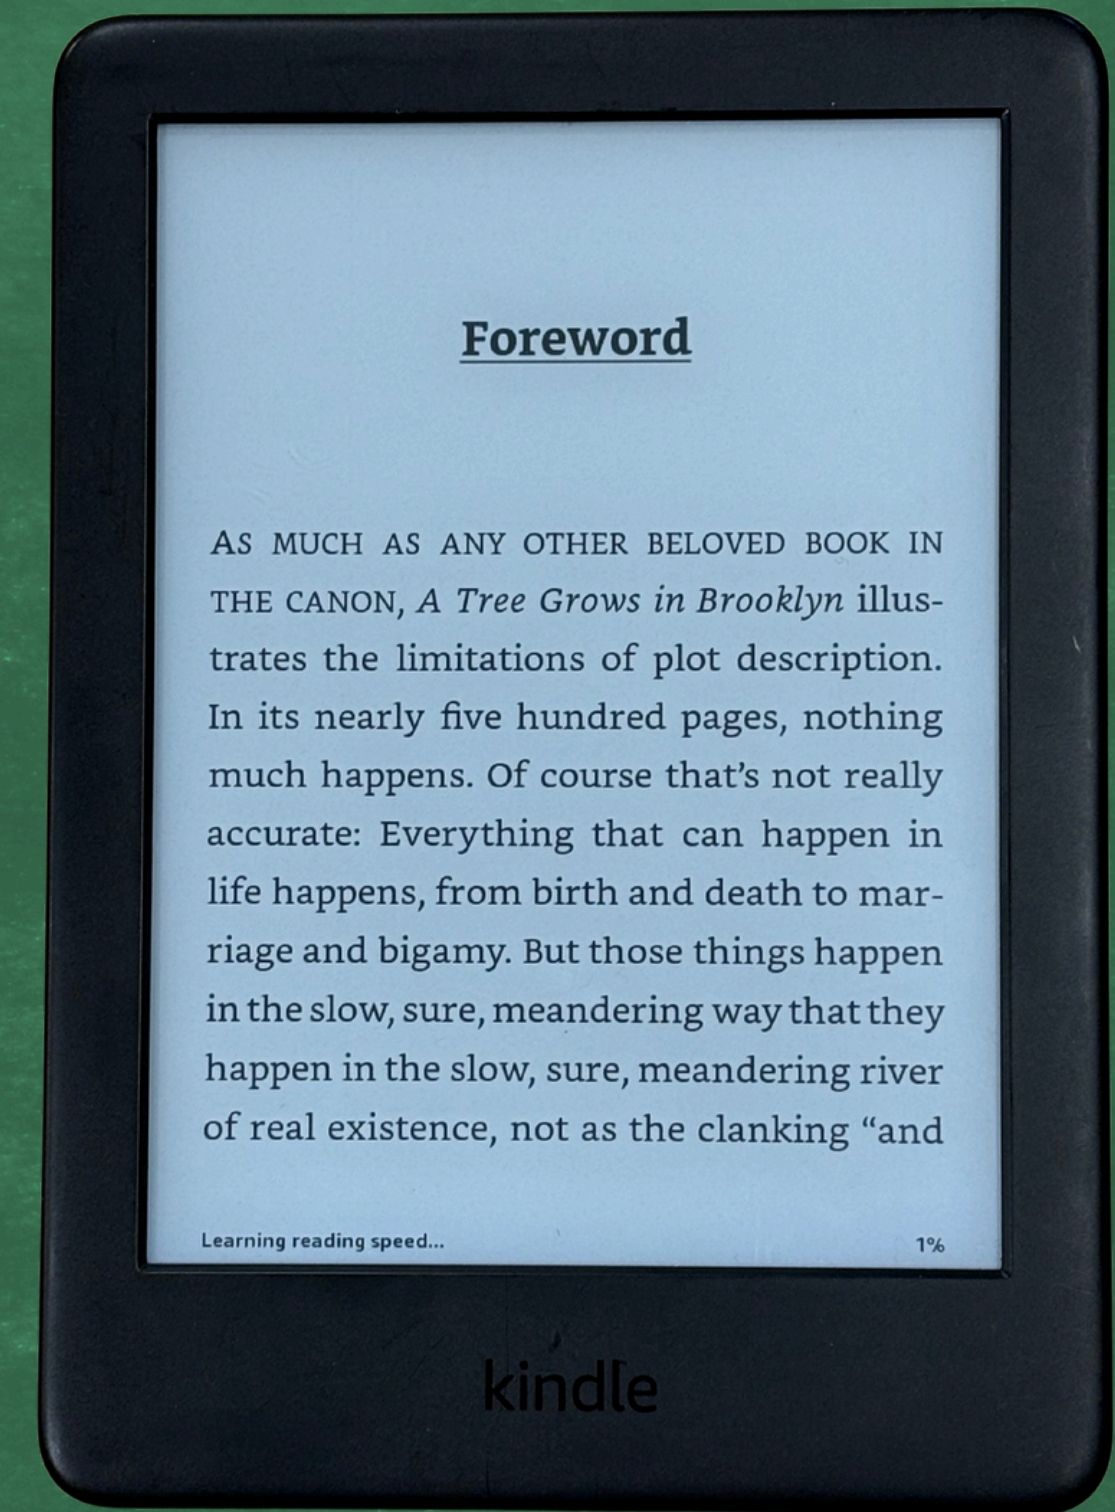 Foreword
AS MUCH AS ANY OTHER BELOVED BOOK IN
THE CANON, A Tree Grows in Brooklyn illus-
trates the limitations of plot description.
In its nearly five hundred pages, nothing
much happens. Of course that’s not really
accurate: Everything that can happen in
life happens, from birth and death to mar-
riage and bigamy. But those things happen
in the slow, sure, meandering way that they
happen in the slow, sure, meandering river
of real existence, not as the clanking “and
Learning reading speed... 1%
kindle